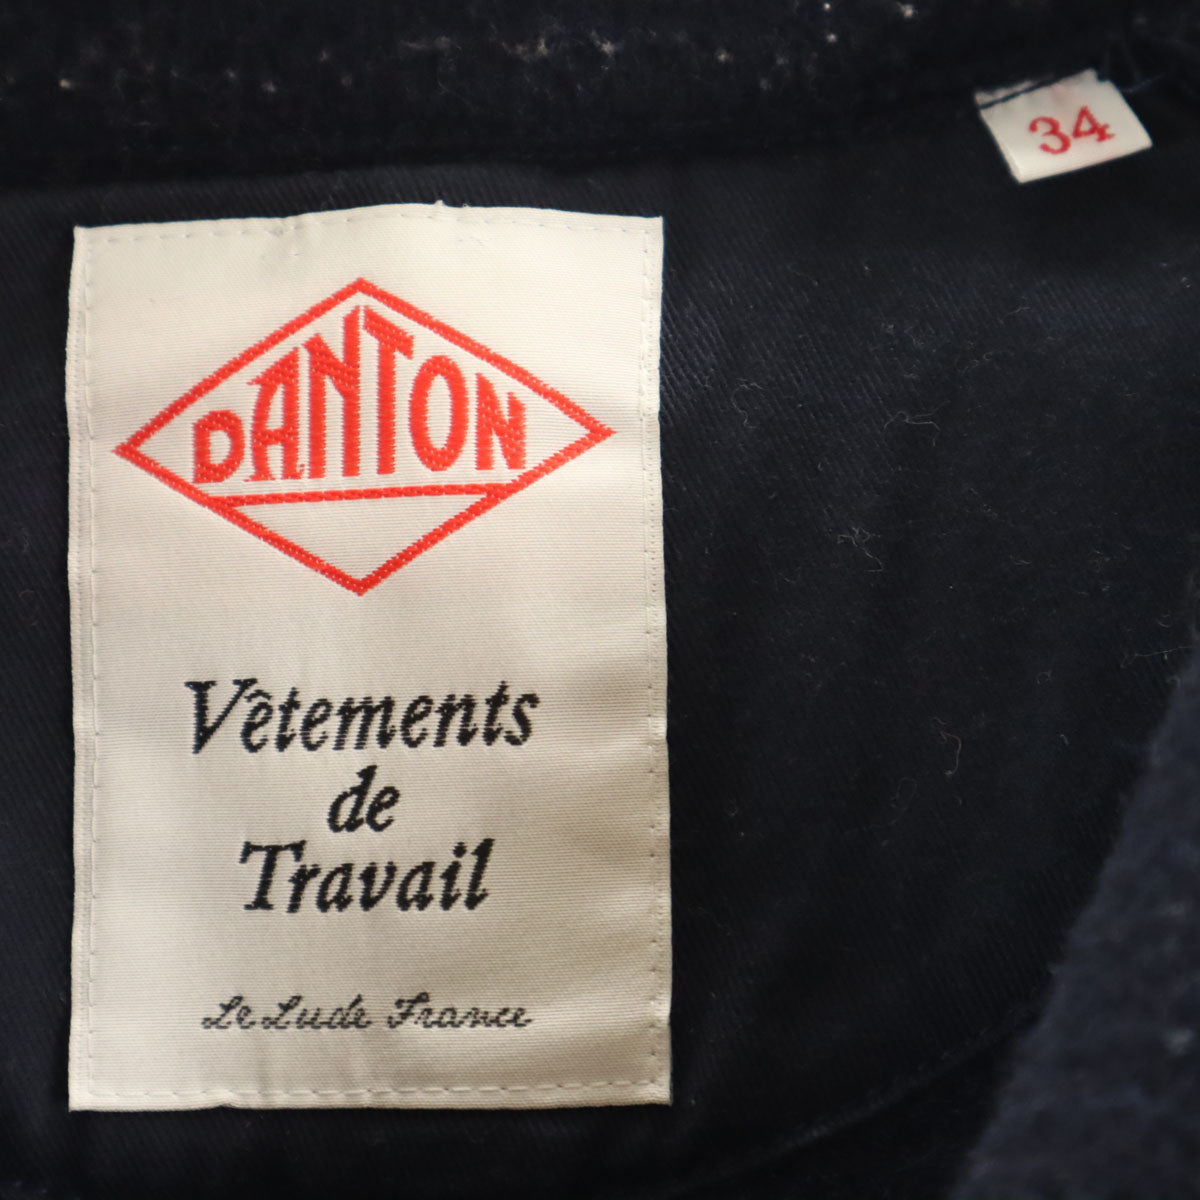 34
DANTON
Vêtements
de
Travail
Le Lude France